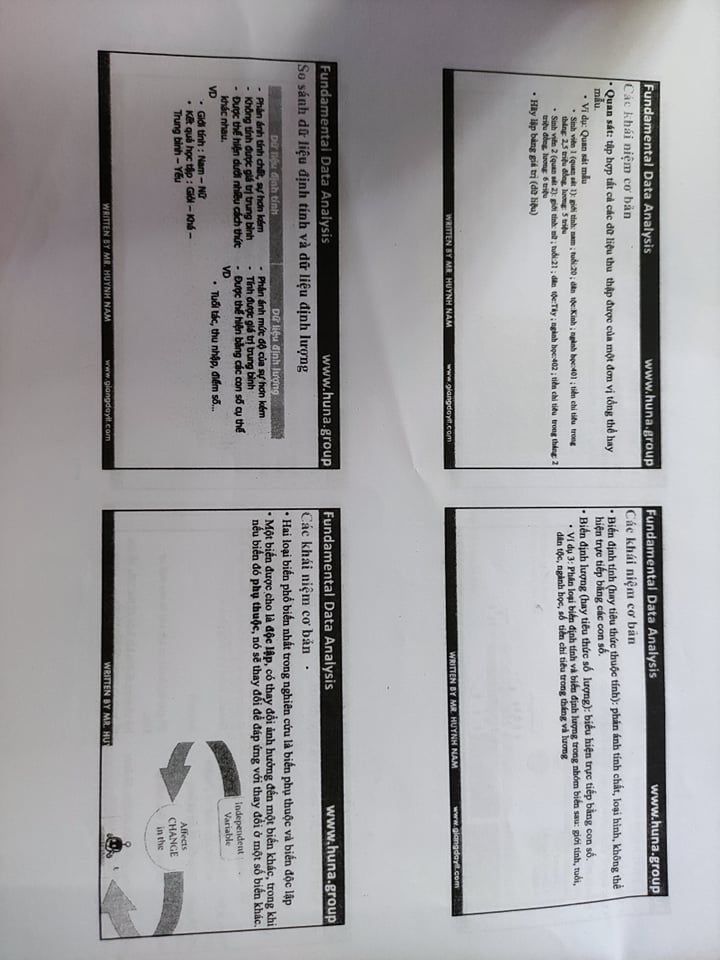 Fundamental Data Analysis www.huna.group
Các khái niệm cơ bản
• Quan sát: tập hợp tất cả các dữ liệu thu thập được của một đơn vị tổng thể hay
mẫu.
• Ví dụ: Quan sát mẫu
• Sinh viên 1 (quan sát 1): giới tính: nam ; tuổi:20 ; dân tộc:Kinh ; ngành học:401 ; tiền chi tiêu trong
tháng: 2,5 triệu đồng, lương: 5 triệu
• Sinh viên 2 (quan sát 2): giới tính: nữ ; tuổi:21 ; dân tộc:Tày ; ngành học:402 ; tiền chi tiêu trong tháng: 2
triệu đồng, lương: 6 triệu
• Hãy lập bảng giá trị (dữ liệu)
WRITTEN BY MR. HUYNH NAM www.giangdayit.com
Fundamental Data Analysis www.huna.group
Các khái niệm cơ bản
• Biến định tính (hay tiêu thức thuộc tính): phản ánh tính chất, loại hình, không thể
hiện trực tiếp bằng các con số.
• Biến định lượng (hay tiêu thức số lượng): biểu hiện trực tiếp bằng con số.
• Ví dụ 3: Phân loại biến định tính và biến định lượng trong nhóm biến sau: giới tính, tuổi,
dân tộc, ngành học, số tiền chi tiêu trong tháng và lương
WRITTEN BY MR. HUYNH NAM www.giangdayit.com
Fundamental Data Analysis www.huna.group
So sánh dữ liệu định tính và dữ liệu định lượng
Dữ liệu định tính
- Phản ánh tính chất, sự hơn kém
- Không tính được giá trị trung bình
- Được thể hiện dưới nhiều cách thức
khác nhau.
VD
• Giới tính : Nam – Nữ
• Kết quả học tập : Giỏi – Khá –
Trung bình – Yếu
Dữ liệu định lượng
- Phản ánh mức độ của sự hơn kém
- Tính được giá trị trung bình
- Được thể hiện bằng các con số cụ thể
VD
• Tuổi tác, thu nhập, điểm số...
WRITTEN BY MR. HUYNH NAM www.giangdayit.com
Fundamental Data Analysis www.huna.group
Các khái niệm cơ bản
• Hai loại biến phổ biến nhất trong nghiên cứu là biến phụ thuộc và biến độc lập
• Một biến được cho là độc lập, có thay đổi ảnh hưởng đến một biến khác, trong khi
nếu biến đó phụ thuộc, nó sẽ thay đổi để đáp ứng với thay đổi ở một số biến khác.
Independent
Variable
Affects
CHANGE
in the
WRITTEN BY MR. HUY